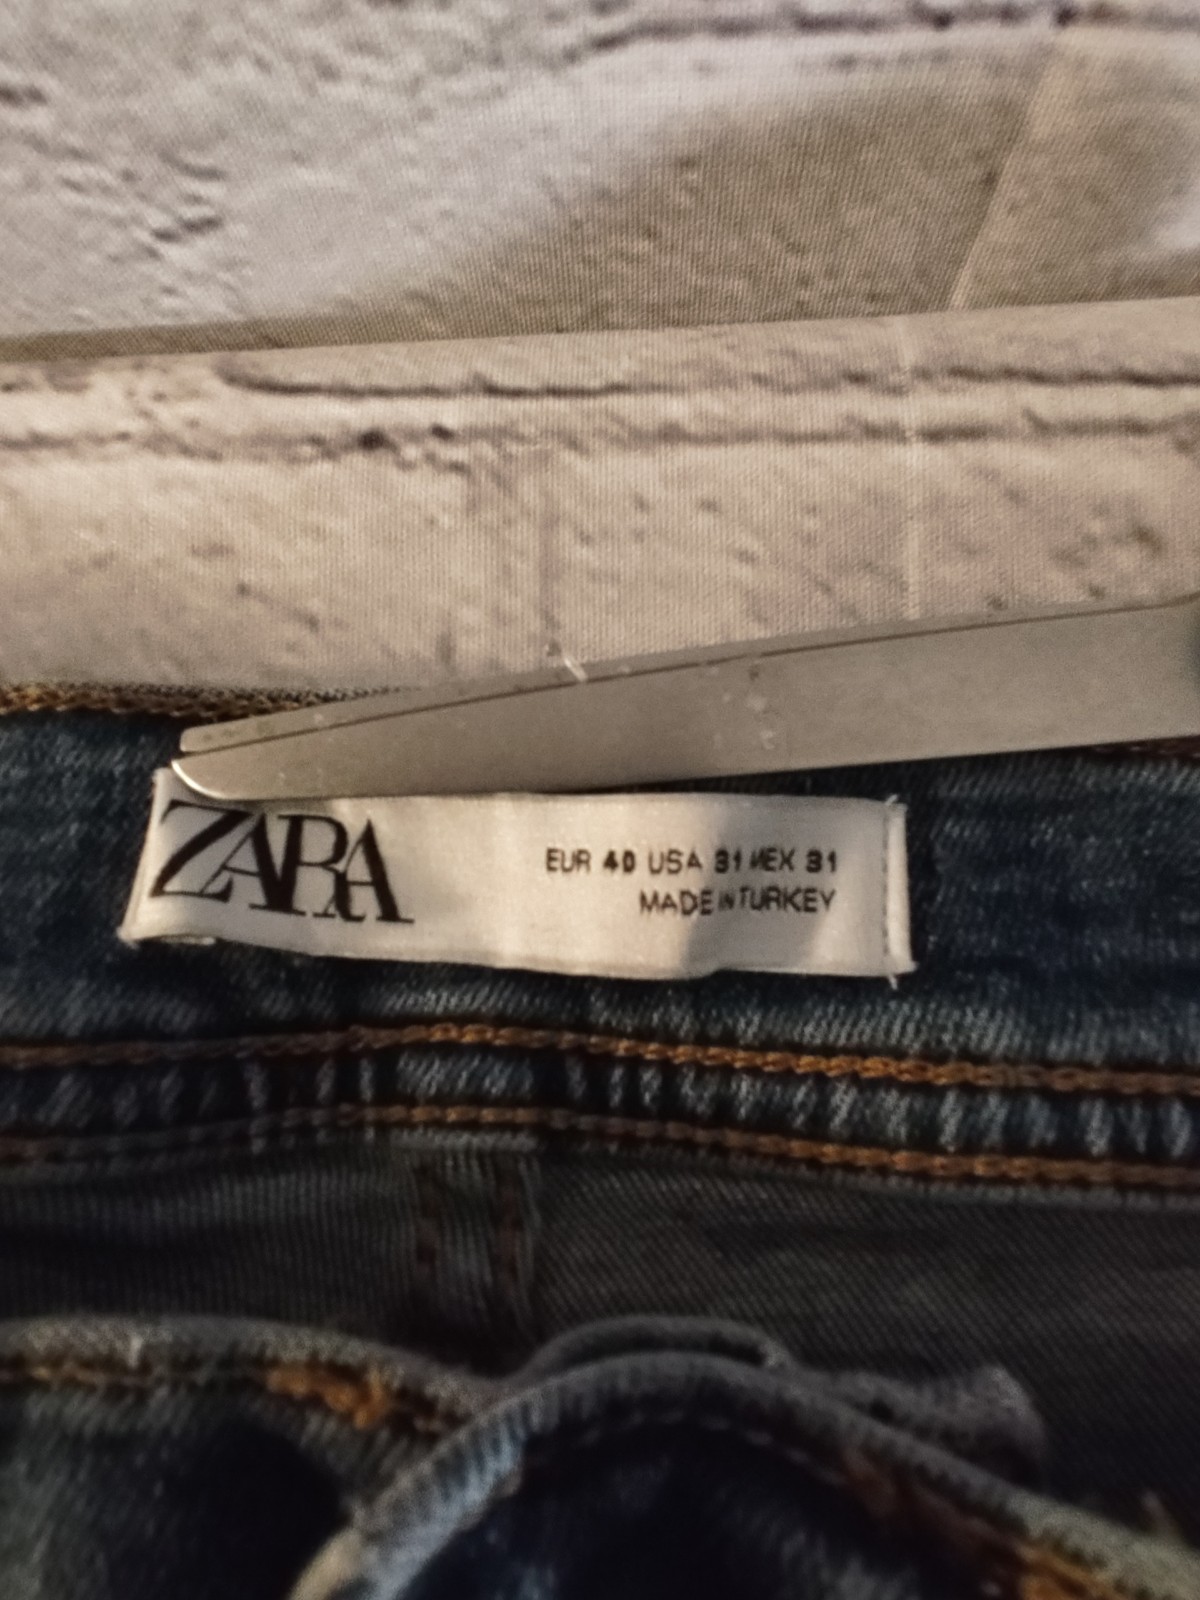 ZARA
EUR 40 USA 31 MEX 31
MADE IN TURKEY